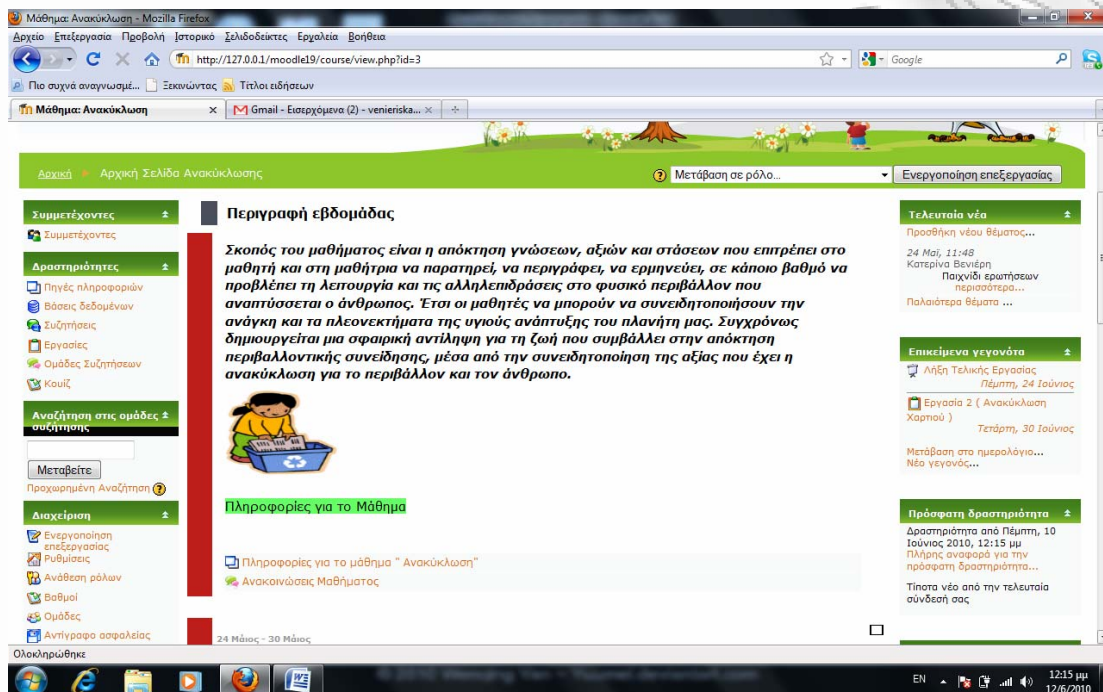 Μάθημα: Ανακύκλωση - Mozilla Firefox
Αρχείο Επεξεργασία Προβολή Ιστορικό Σελιδοδείκτες Εργαλεία Βοήθεια
http://127.0.0.1/moodle19/course/view.php?id=3
Google
Πιο συχνά αναγνωσμέ... Ξεκινώντας Τίτλοι ειδήσεων
Μάθημα: Ανακύκλωση
Gmail - Εισερχόμενα (2) - venieriska...
Αρχική Αρχική Σελίδα Ανακύκλωσης
Μετάβαση σε ρόλο...
Ενεργοποίηση επεξεργασίας
Συμμετέχοντες
Συμμετέχοντες
Δραστηριότητες
Πηγές πληροφοριών
Βάσεις δεδομένων
Συζητήσεις
Εργασίες
Ομάδες Συζητήσεων
Κουίζ
Αναζήτηση στις ομάδες
συζήτησης
Μεταβείτε
Προχωρημένη Αναζήτηση
Διαχείριση
Ενεργοποίηση
επεξεργασίας
Ρυθμίσεις
Ανάθεση ρόλων
Βαθμοί
Ομάδες
Αντίγραφο ασφαλείας
Περιγραφή εβδομάδας
Σκοπός του μαθήματος είναι η απόκτηση γνώσεων, αξιών και στάσεων που επιτρέπει στο
μαθητή και στη μαθήτρια να παρατηρεί, να περιγράφει, να ερμηνεύει, σε κάποιο βαθμό να
προβλέπει τη λειτουργία και τις αλληλεπιδράσεις στο φυσικό περιβάλλον που
αναπτύσσεται ο άνθρωπος. Έτσι οι μαθητές να μπορούν να συνειδητοποιήσουν την
ανάγκη και τα πλεονεκτήματα της υγιούς ανάπτυξης του πλανήτη μας. Συγχρόνως
δημιουργείται μια σφαιρική αντίληψη για τη ζωή που συμβάλλει στην απόκτηση
περιβαλλοντικής συνείδησης, μέσα από την συνειδητοποίηση της αξίας που έχει η
ανακύκλωση για το περιβάλλον και τον άνθρωπο.
Πληροφορίες για το Μάθημα
Πληροφορίες για το μάθημα " Ανακύκλωση"
Ανακοινώσεις Μαθήματος
24 Μάιος - 30 Μάιος
Τελευταία νέα
Προσθήκη νέου θέματος...
24 Μαϊ, 11:48
Κατερίνα Βενιέρη
Παιχνίδι ερωτήσεων
περισσότερα...
Παλαιότερα θέματα ...
Επικείμενα γεγονότα
Λήξη Τελικής Εργασίας
Πέμπτη, 24 Ιούνιος
Εργασία 2 ( Ανακύκλωση
Χαρτιού )
Τετάρτη, 30 Ιούνιος
Μετάβαση στο ημερολόγιο...
Νέο γεγονός...
Πρόσφατη δραστηριότητα
Δραστηριότητα από Πέμπτη, 10
Ιούνιος 2010, 12:15 μμ
Πλήρης αναφορά για την
πρόσφατη δραστηριότητα...
Τίποτα νέο από την τελευταία
σύνδεσή σας
Ολοκληρώθηκε
EN
12:15 μμ
12/6/2010